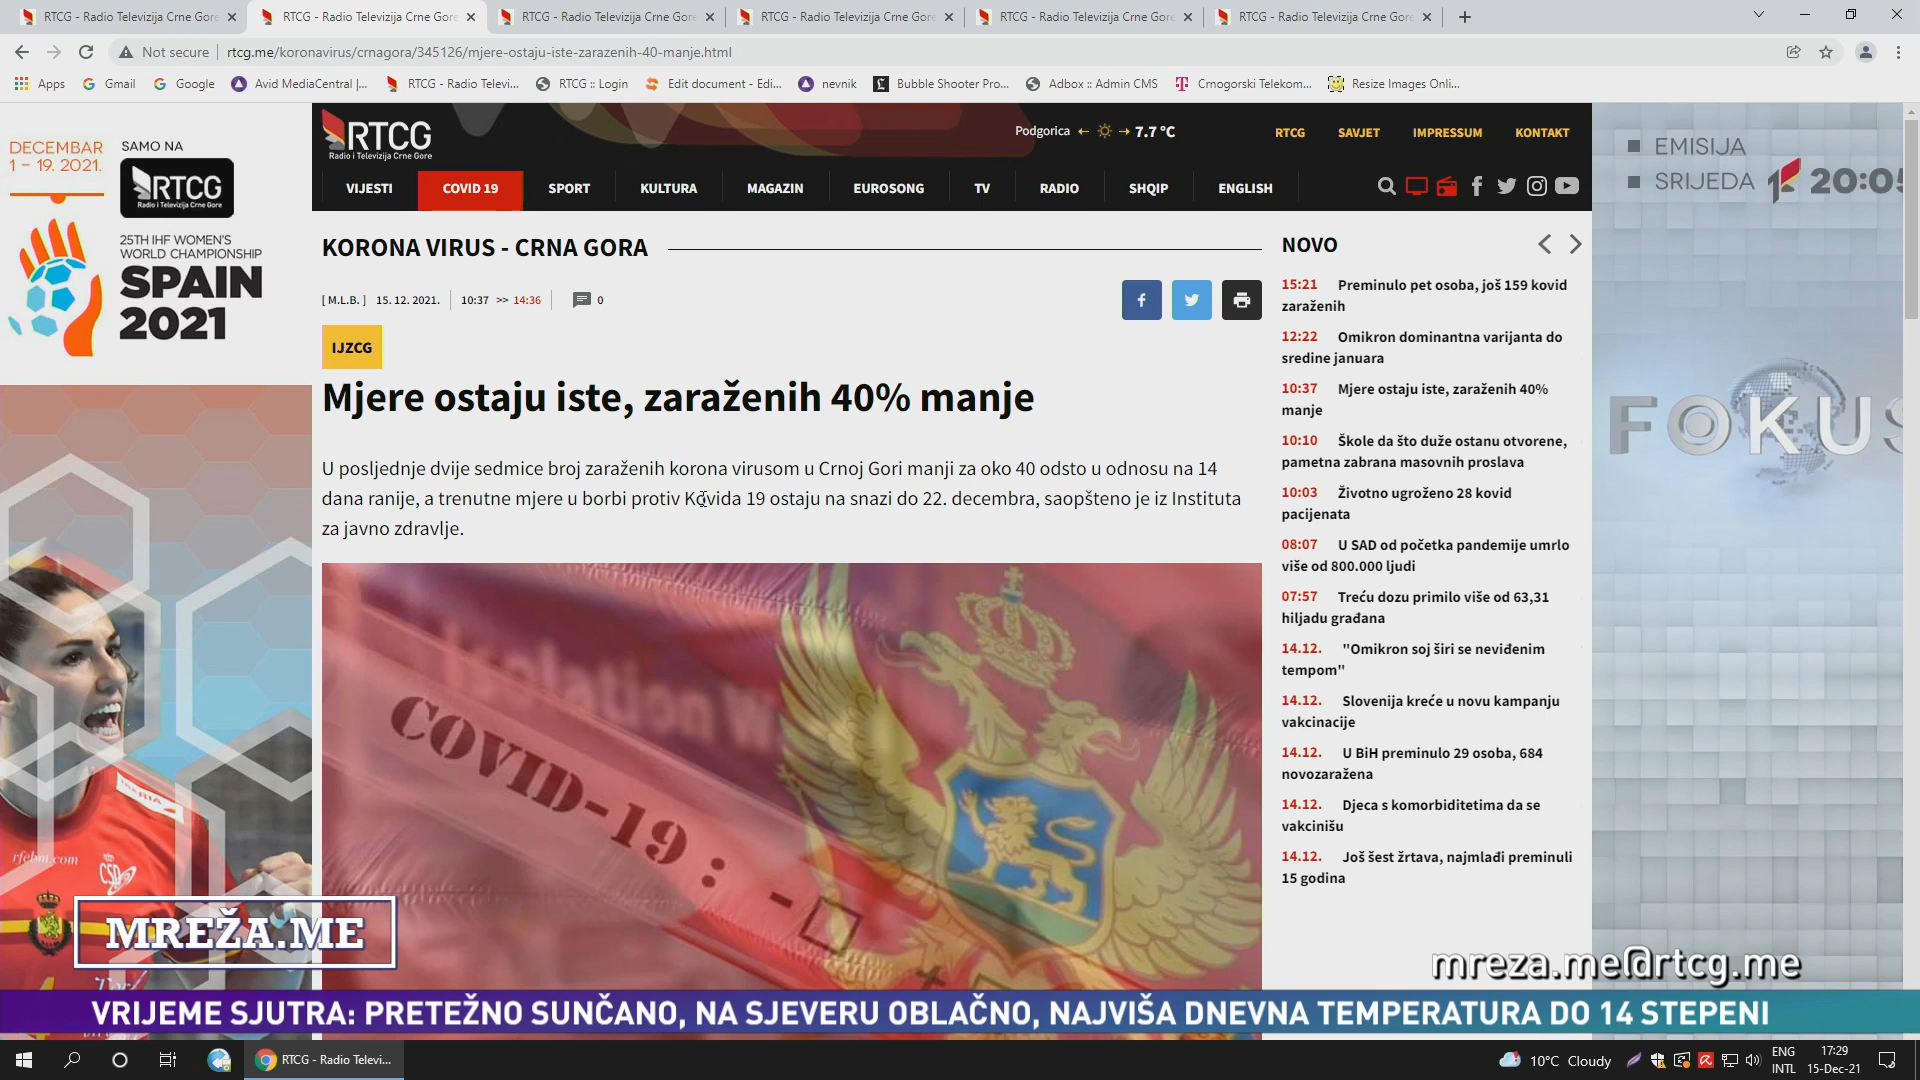 RTCG - Radio Televizija Crne Gore
RTCG - Radio Televizija Crne Gore
RTCG - Radio Televizija Crne Gore
RTCG - Radio Televizija Crne Gore
RTCG - Radio Televizija Crne Gore
RTCG - Radio Televizija Crne Gore
Not secure
rtcg.me/koronavirus/crnagora/345126/mjere-ostaju-iste-zarazenih-40-manje.html
Apps
Gmail
Google
Avid MediaCentral |...
RTCG - Radio Televi...
RTCG :: Login
Edit document - Edi...
nevnik
Bubble Shooter Pro...
Adbox :: Admin CMS
Crnogorski Telekom...
Resize Images Onli...
DECEMBAR
1 - 19. 2021.
SAMO NA
RTCG
Radio i Televizija Crne Gore
25TH IHF WOMEN'S
WORLD CHAMPIONSHIP
SPAIN
2021
RTCG
Radio i Televizija Crne Gore
Podgorica
7.7 °C
RTCG
SAVJET
IMPRESSUM
KONTAKT
VIJESTI
COVID 19
SPORT
KULTURA
MAGAZIN
EUROSONG
TV
RADIO
SHQIP
ENGLISH
EMISIJA
SRIJEDA
20:05
FOKUS
KORONA VIRUS - CRNA GORA
[ M.L.B. ]
15. 12. 2021.
10:37 >> 14:36
0
IJZCG
Mjere ostaju iste, zaraženih 40% manje
U posljednje dvije sedmice broj zaraženih korona virusom u Crnoj Gori manji za oko 40 odsto u odnosu na 14
dana ranije, a trenutne mjere u borbi protiv Kovida 19 ostaju na snazi do 22. decembra, saopšteno je iz Instituta
za javno zdravlje.
Isolation W
COVID-19 : -
NOVO
15:21 Preminulo pet osoba, još 159 kovid
zaraženih
12:22 Omikron dominantna varijanta do
sredine januara
10:37 Mjere ostaju iste, zaraženih 40%
manje
10:10 Škole da što duže ostanu otvorene,
pametna zabrana masovnih proslava
10:03 Životno ugroženo 28 kovid
pacijenata
08:07 U SAD od početka pandemije umrlo
više od 800.000 ljudi
07:57 Treću dozu primilo više od 63,31
hiljadu građana
14.12. "Omikron soj širi se neviđenim
tempom"
14.12. Slovenija kreće u novu kampanju
vakcinacije
14.12. U BiH preminulo 29 osoba, 684
novozaražena
14.12. Djeca s komorbiditetima da se
vakcinišu
14.12. Još šest žrtava, najmlađi preminuli
15 godina
rfebm.com
CSD
MREŽA.ME
mreza.me@rtcg.me
VRIJEME SJUTRA: PRETEŽNO SUNČANO, NA SJEVERU OBLAČNO, NAJVIŠA DNEVNA TEMPERATURA DO 14 STEPENI
RTCG - Radio Televi...
10°C Cloudy
ENG
INTL
17:29
15-Dec-21